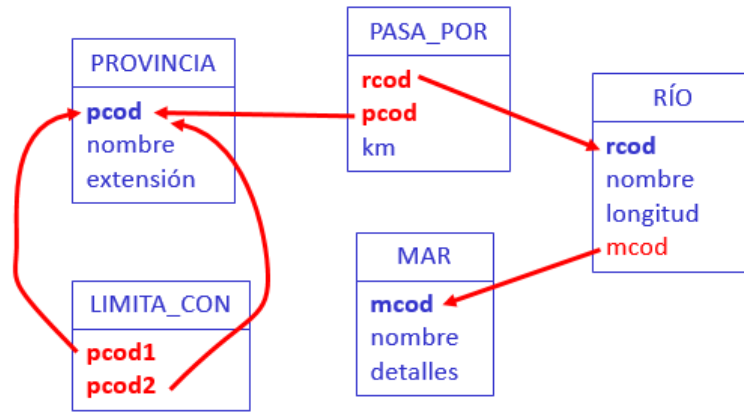 PROVINCIA
pcod
nombre
extensión
PASA_POR
rcod
pcod
km
RÍO
rcod
nombre
longitud
mcod
LIMITA_CON
pcod1
pcod2
MAR
mcod
nombre
detalles